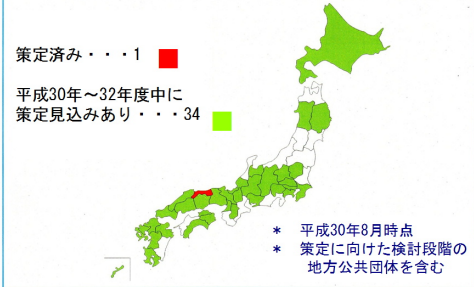 策定済み・・・1
平成30年～32年度中に
策定見込みあり・・・34
＊ 平成30年8月時点
＊ 策定に向けた検討段階の
地方公共団体を含む